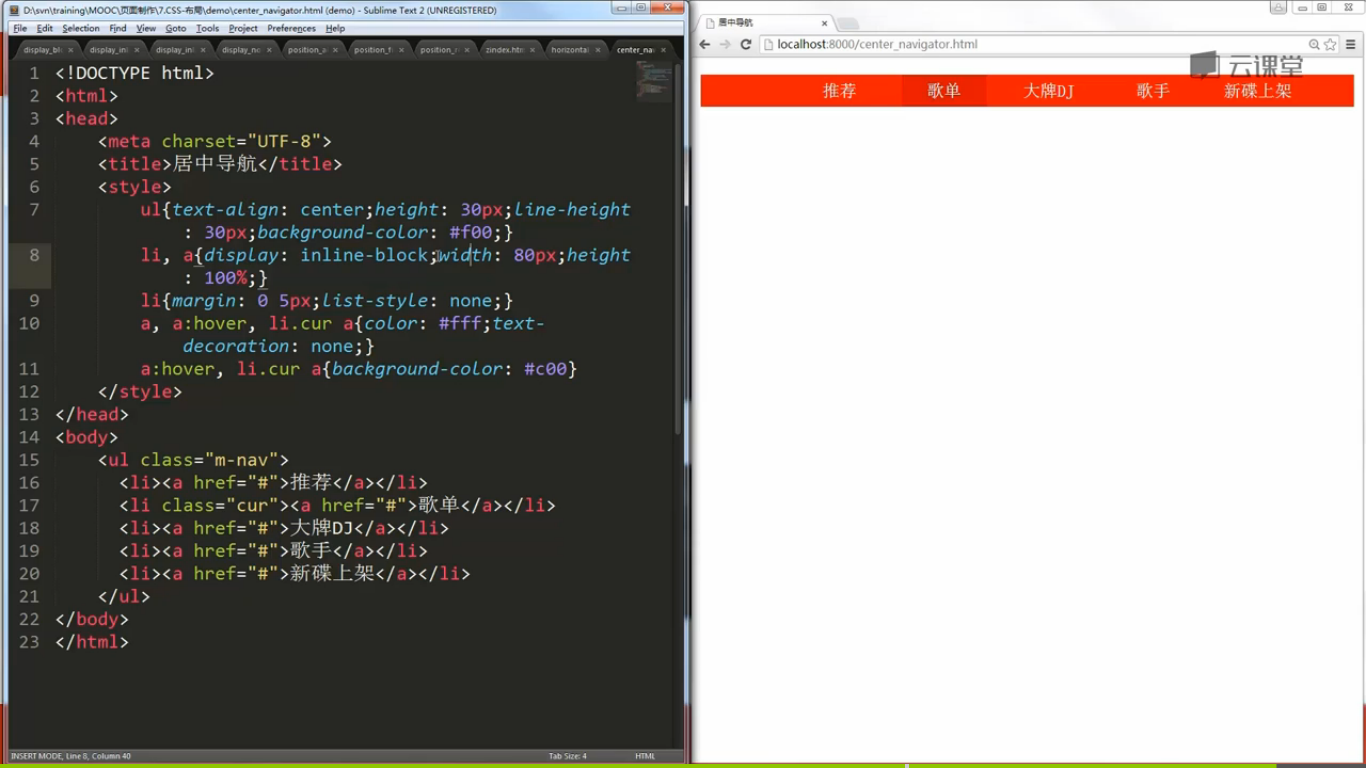 D:\svn\training\MOOC\页面制作\7.CSS-布局\demo\center_navigator.html (demo) - Sublime Text 2 (UNREGISTERED)
File Edit Selection Find View Goto Tools Project Preferences Help
display_bl display_inl display_inl display_no position_a position_f position_r zindex.htm horizontal center_na
1 <!DOCTYPE html>
2 <html>
3 <head>
4 <meta charset="UTF-8">
5 <title>居中导航</title>
6 <style>
7 ul{text-align: center;height: 30px;line-height
: 30px;background-color: #f00;}
8 li, a{display: inline-block;width: 80px;height
: 100%;}
9 li{margin: 0 5px;list-style: none;}
10 a, a:hover, li.cur a{color: #fff;text-
decoration: none;}
11 a:hover, li.cur a{background-color: #c00}
12 </style>
13 </head>
14 <body>
15 <ul class="m-nav">
16 <li><a href="#">推荐</a></li>
17 <li class="cur"><a href="#">歌单</a></li>
18 <li><a href="#">大牌DJ</a></li>
19 <li><a href="#">歌手</a></li>
20 <li><a href="#">新碟上架</a></li>
21 </ul>
22 </body>
23 </html>
INSERT MODE, Line 8, Column 40 Tab Size: 4 HTML
居中导航
localhost:8000/center_navigator.html
云课堂
推荐 歌单 大牌DJ 歌手 新碟上架